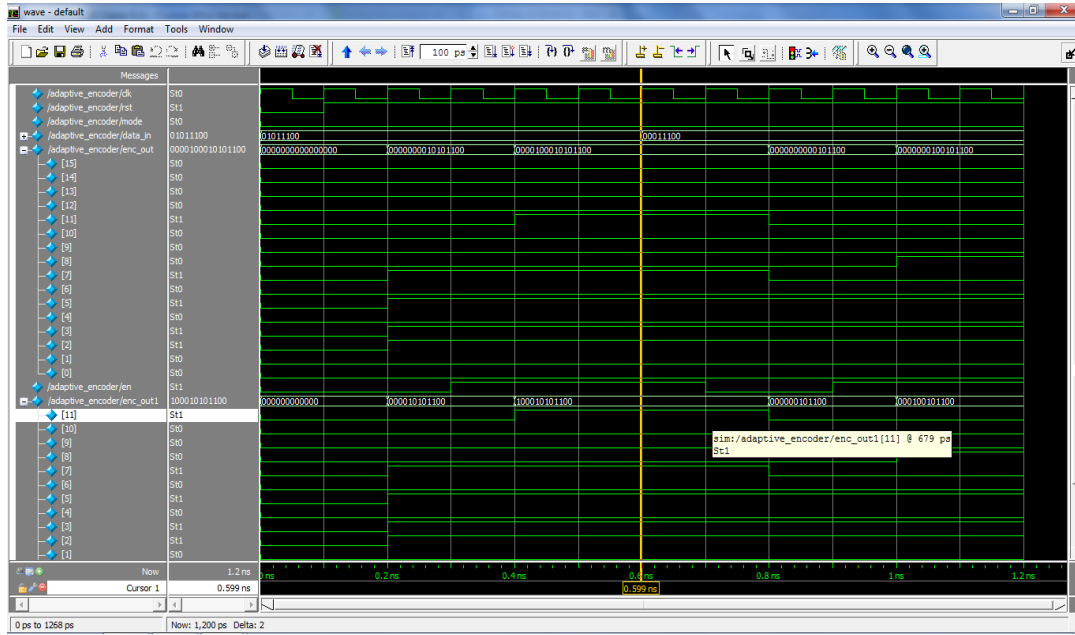 wave - default
File Edit View Add Format Tools Window
100 ps
Messages
/adaptive_encoder/clk St0
/adaptive_encoder/rst St1
/adaptive_encoder/mode St0
/adaptive_encoder/data_in 01011100 01011100 00011100
/adaptive_encoder/enc_out 0000100010101100 0000000000000000 0000000010101100 0000100010101100 0000000000101100 0000000100101100
[15] St0
[14] St0
[13] St0
[12] St0
[11] St1
[10] St0
[9] St0
[8] St0
[7] St1
[6] St0
[5] St1
[4] St0
[3] St1
[2] St1
[1] St0
[0] St0
/adaptive_encoder/en St1
/adaptive_encoder/enc_out1 100010101100 000000000000 000010101100 100010101100 000000101100 000100101100
[11] St1
[10] St0
[9] St0
[8] St0
[7] St1
[6] St0
[5] St1
[4] St0
[3] St1
[2] St1
[1] St0
sim:/adaptive_encoder/enc_out1[11] @ 679 ps
St1
Now 1.2 ns
0.2 ns 0.4 ns 0.6 ns 0.8 ns 1 ns 1.2 ns
Cursor 1 0.599 ns 0.599 ns
0 ps to 1268 ps Now: 1,200 ps Delta: 2